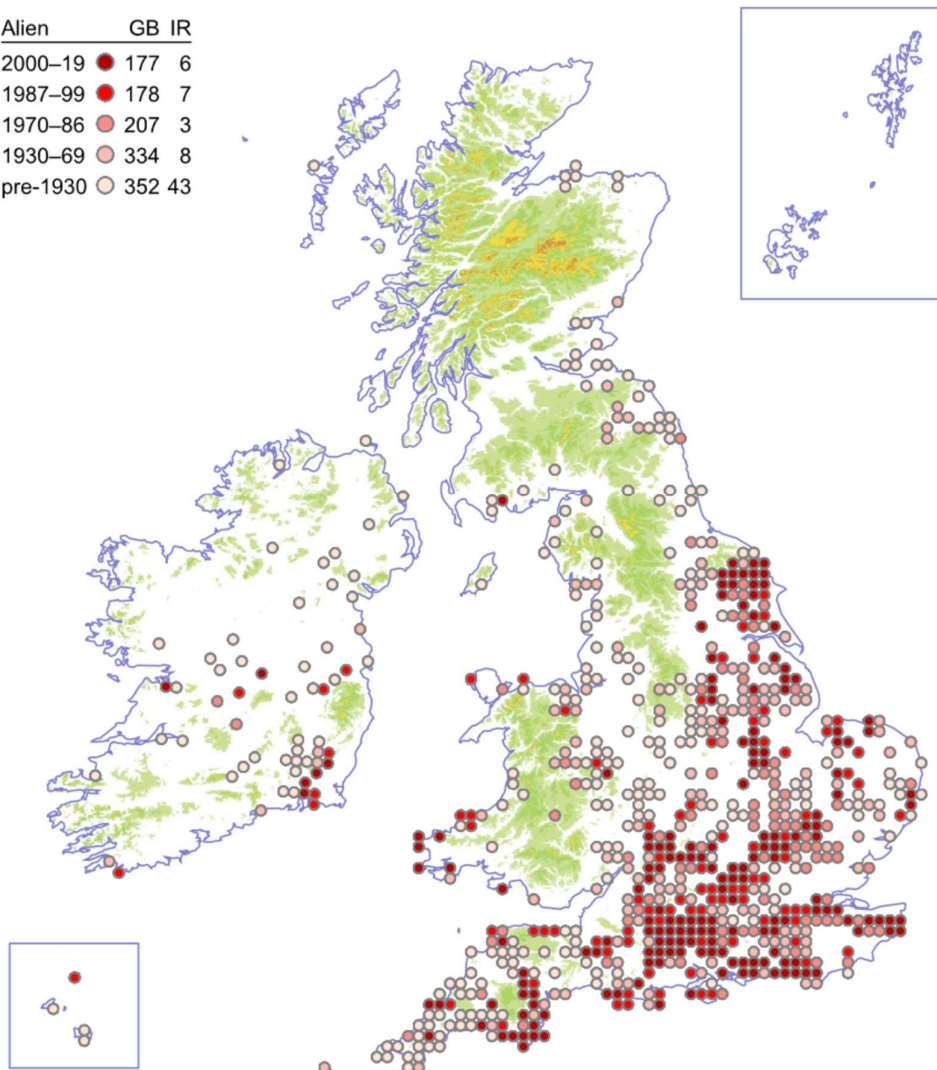 Alien GB IR
2000–19 177 6
1987–99 178 7
1970–86 207 3
1930–69 334 8
pre-1930 352 43